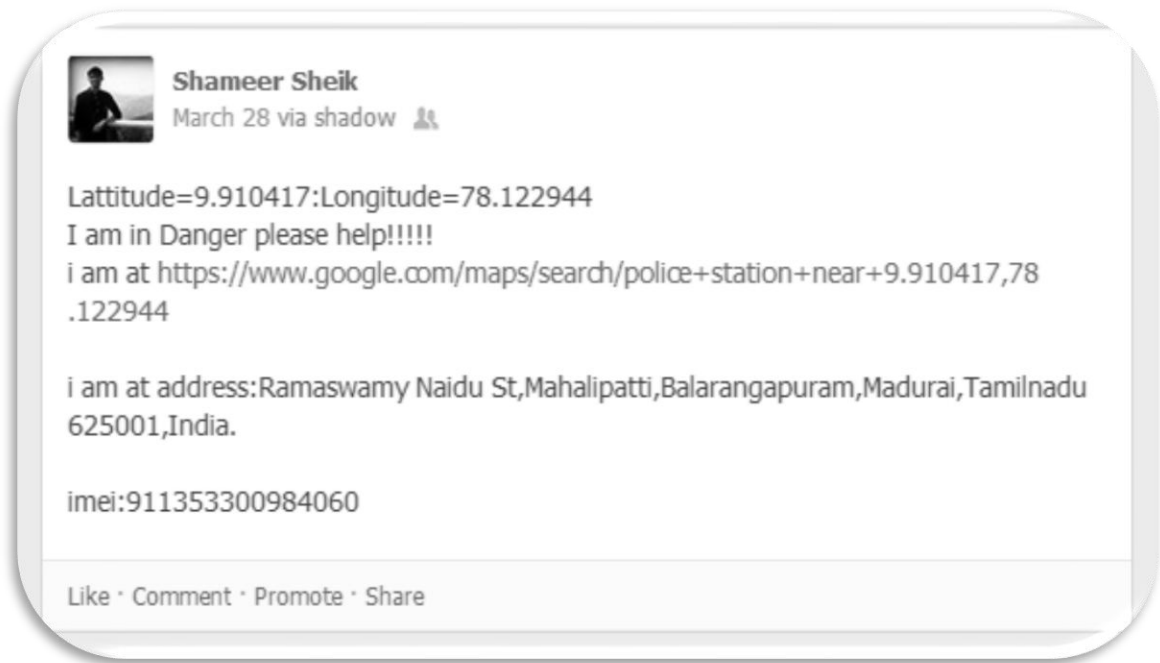 Shameer Sheik
March 28 via shadow
Lattitude=9.910417:Longitude=78.122944
I am in Danger please help!!!!!
i am at https://www.google.com/maps/search/police+station+near+9.910417,78
.122944
i am at address:Ramaswamy Naidu St,Mahalipatti,Balarangapuram,Madurai,Tamilnadu
625001,India.
imei:911353300984060
Like · Comment · Promote · Share